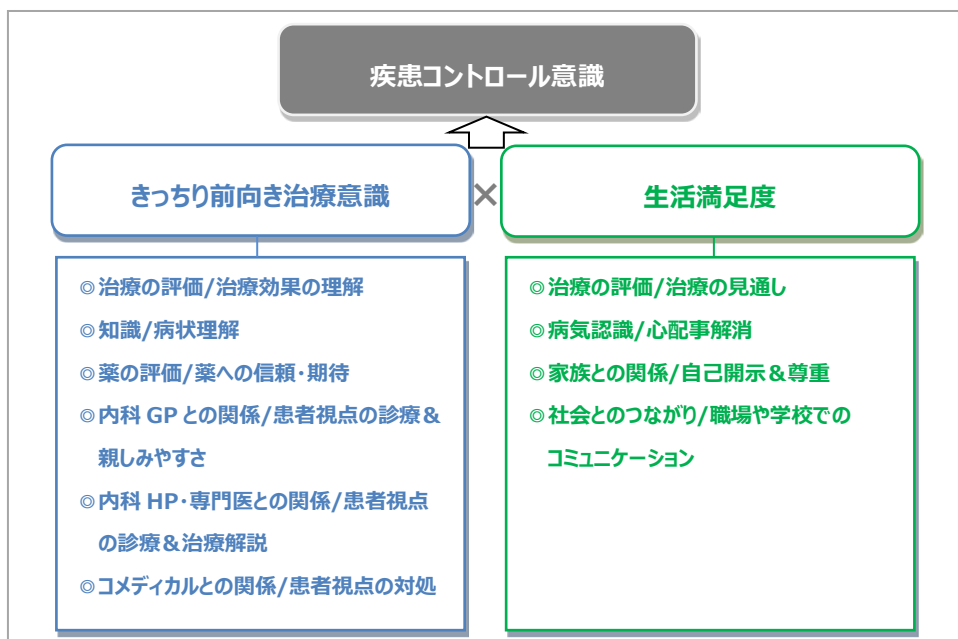 疾患コントロール意識
きっちり前向き治療意識
×
生活満足度
◎治療の評価/治療効果の理解
◎知識/病状理解
◎薬の評価/薬への信頼・期待
◎内科 GP との関係/患者視点の診療&
親しみやすさ
◎内科 HP・専門医との関係/患者視点
の診療&治療解説
◎コメディカルとの関係/患者視点の対処
◎治療の評価/治療の見通し
◎病気認識/心配事解消
◎家族との関係/自己開示&尊重
◎社会とのつながり/職場や学校での
コミュニケーション